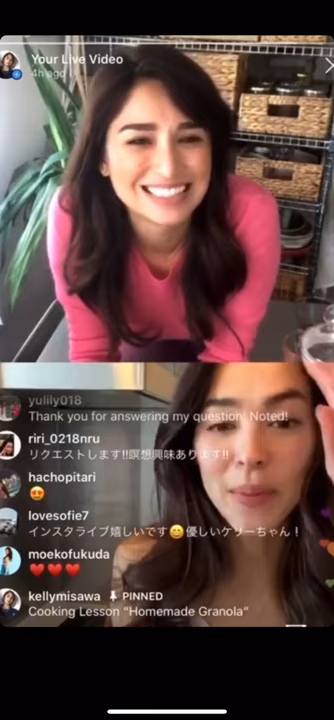 Your Live Video
4h ago
yulily018
Thank you for answering my question! Noted!
riri_0218nru
リクエストします!!瞑想興味あります!!
hachopitari
lovesofie7
インスタライブ嬉しいです😄優しいケリーちゃん!
moekofukuda
kellymisawa PINNED
Cooking Lesson "Homemade Granola"